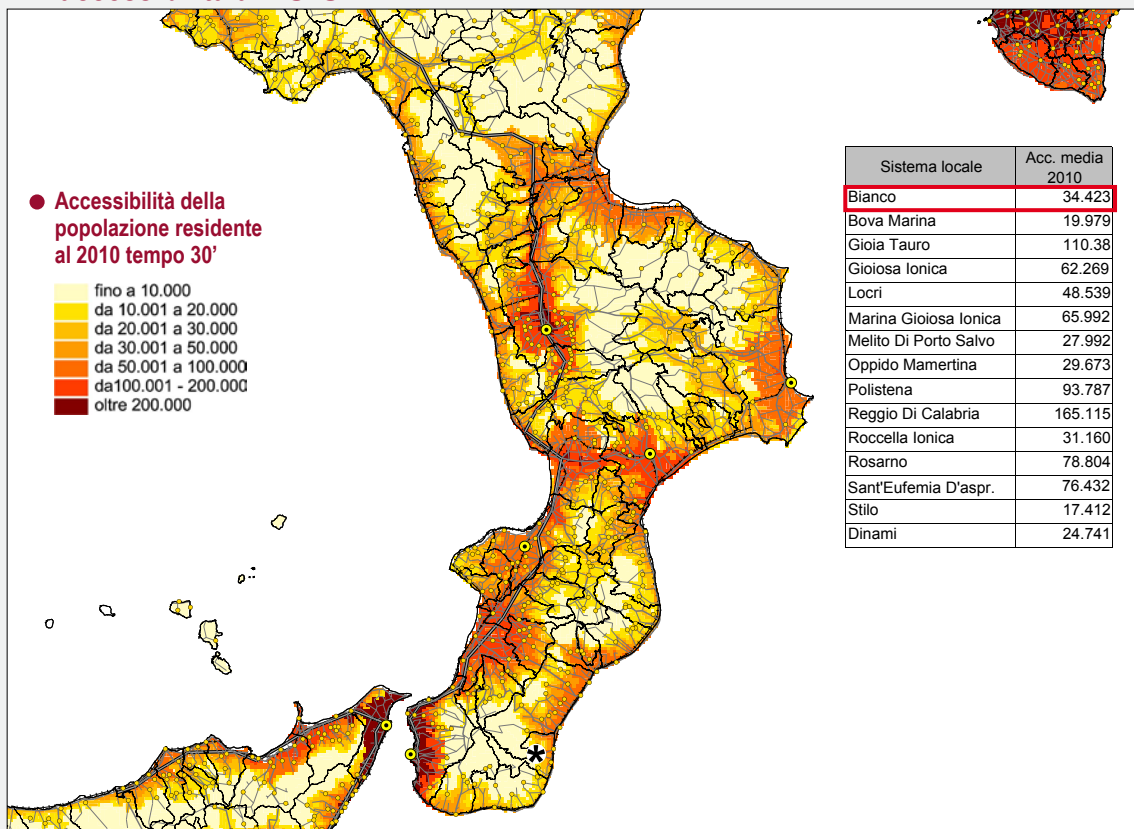 ● Accessibilità della
popolazione residente
al 2010 tempo 30’
fino a 10.000
da 10.001 a 20.000
da 20.001 a 30.000
da 30.001 a 50.000
da 50.001 a 100.000
da100.001 - 200.000
oltre 200.000
Sistema locale Acc. media 2010
Bianco 34.423
Bova Marina 19.979
Gioia Tauro 110.38
Gioiosa Ionica 62.269
Locri 48.539
Marina Gioiosa Ionica 65.992
Melito Di Porto Salvo 27.992
Oppido Mamertina 29.673
Polistena 93.787
Reggio Di Calabria 165.115
Roccella Ionica 31.160
Rosarno 78.804
Sant'Eufemia D'aspr. 76.432
Stilo 17.412
Dinami 24.741
*